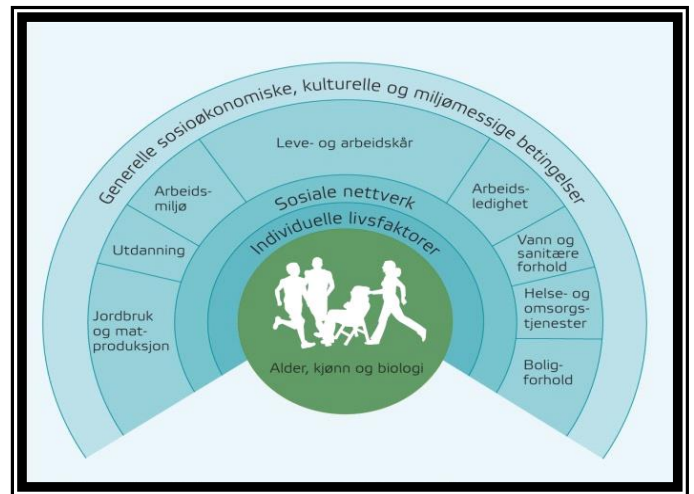 Generelle sosioøkonomiske, kulturelle og miljømessige betingelser
Leve- og arbeidskår
Arbeids-
miljø
Arbeids-
ledighet
Sosiale nettverk
Utdanning
Individuelle livsfaktorer
Vann og
sanitære
forhold
Jordbruk
og mat-
produksjon
Helse- og
omsorgs-
tjenester
Alder, kjønn og biologi
Bolig-
forhold